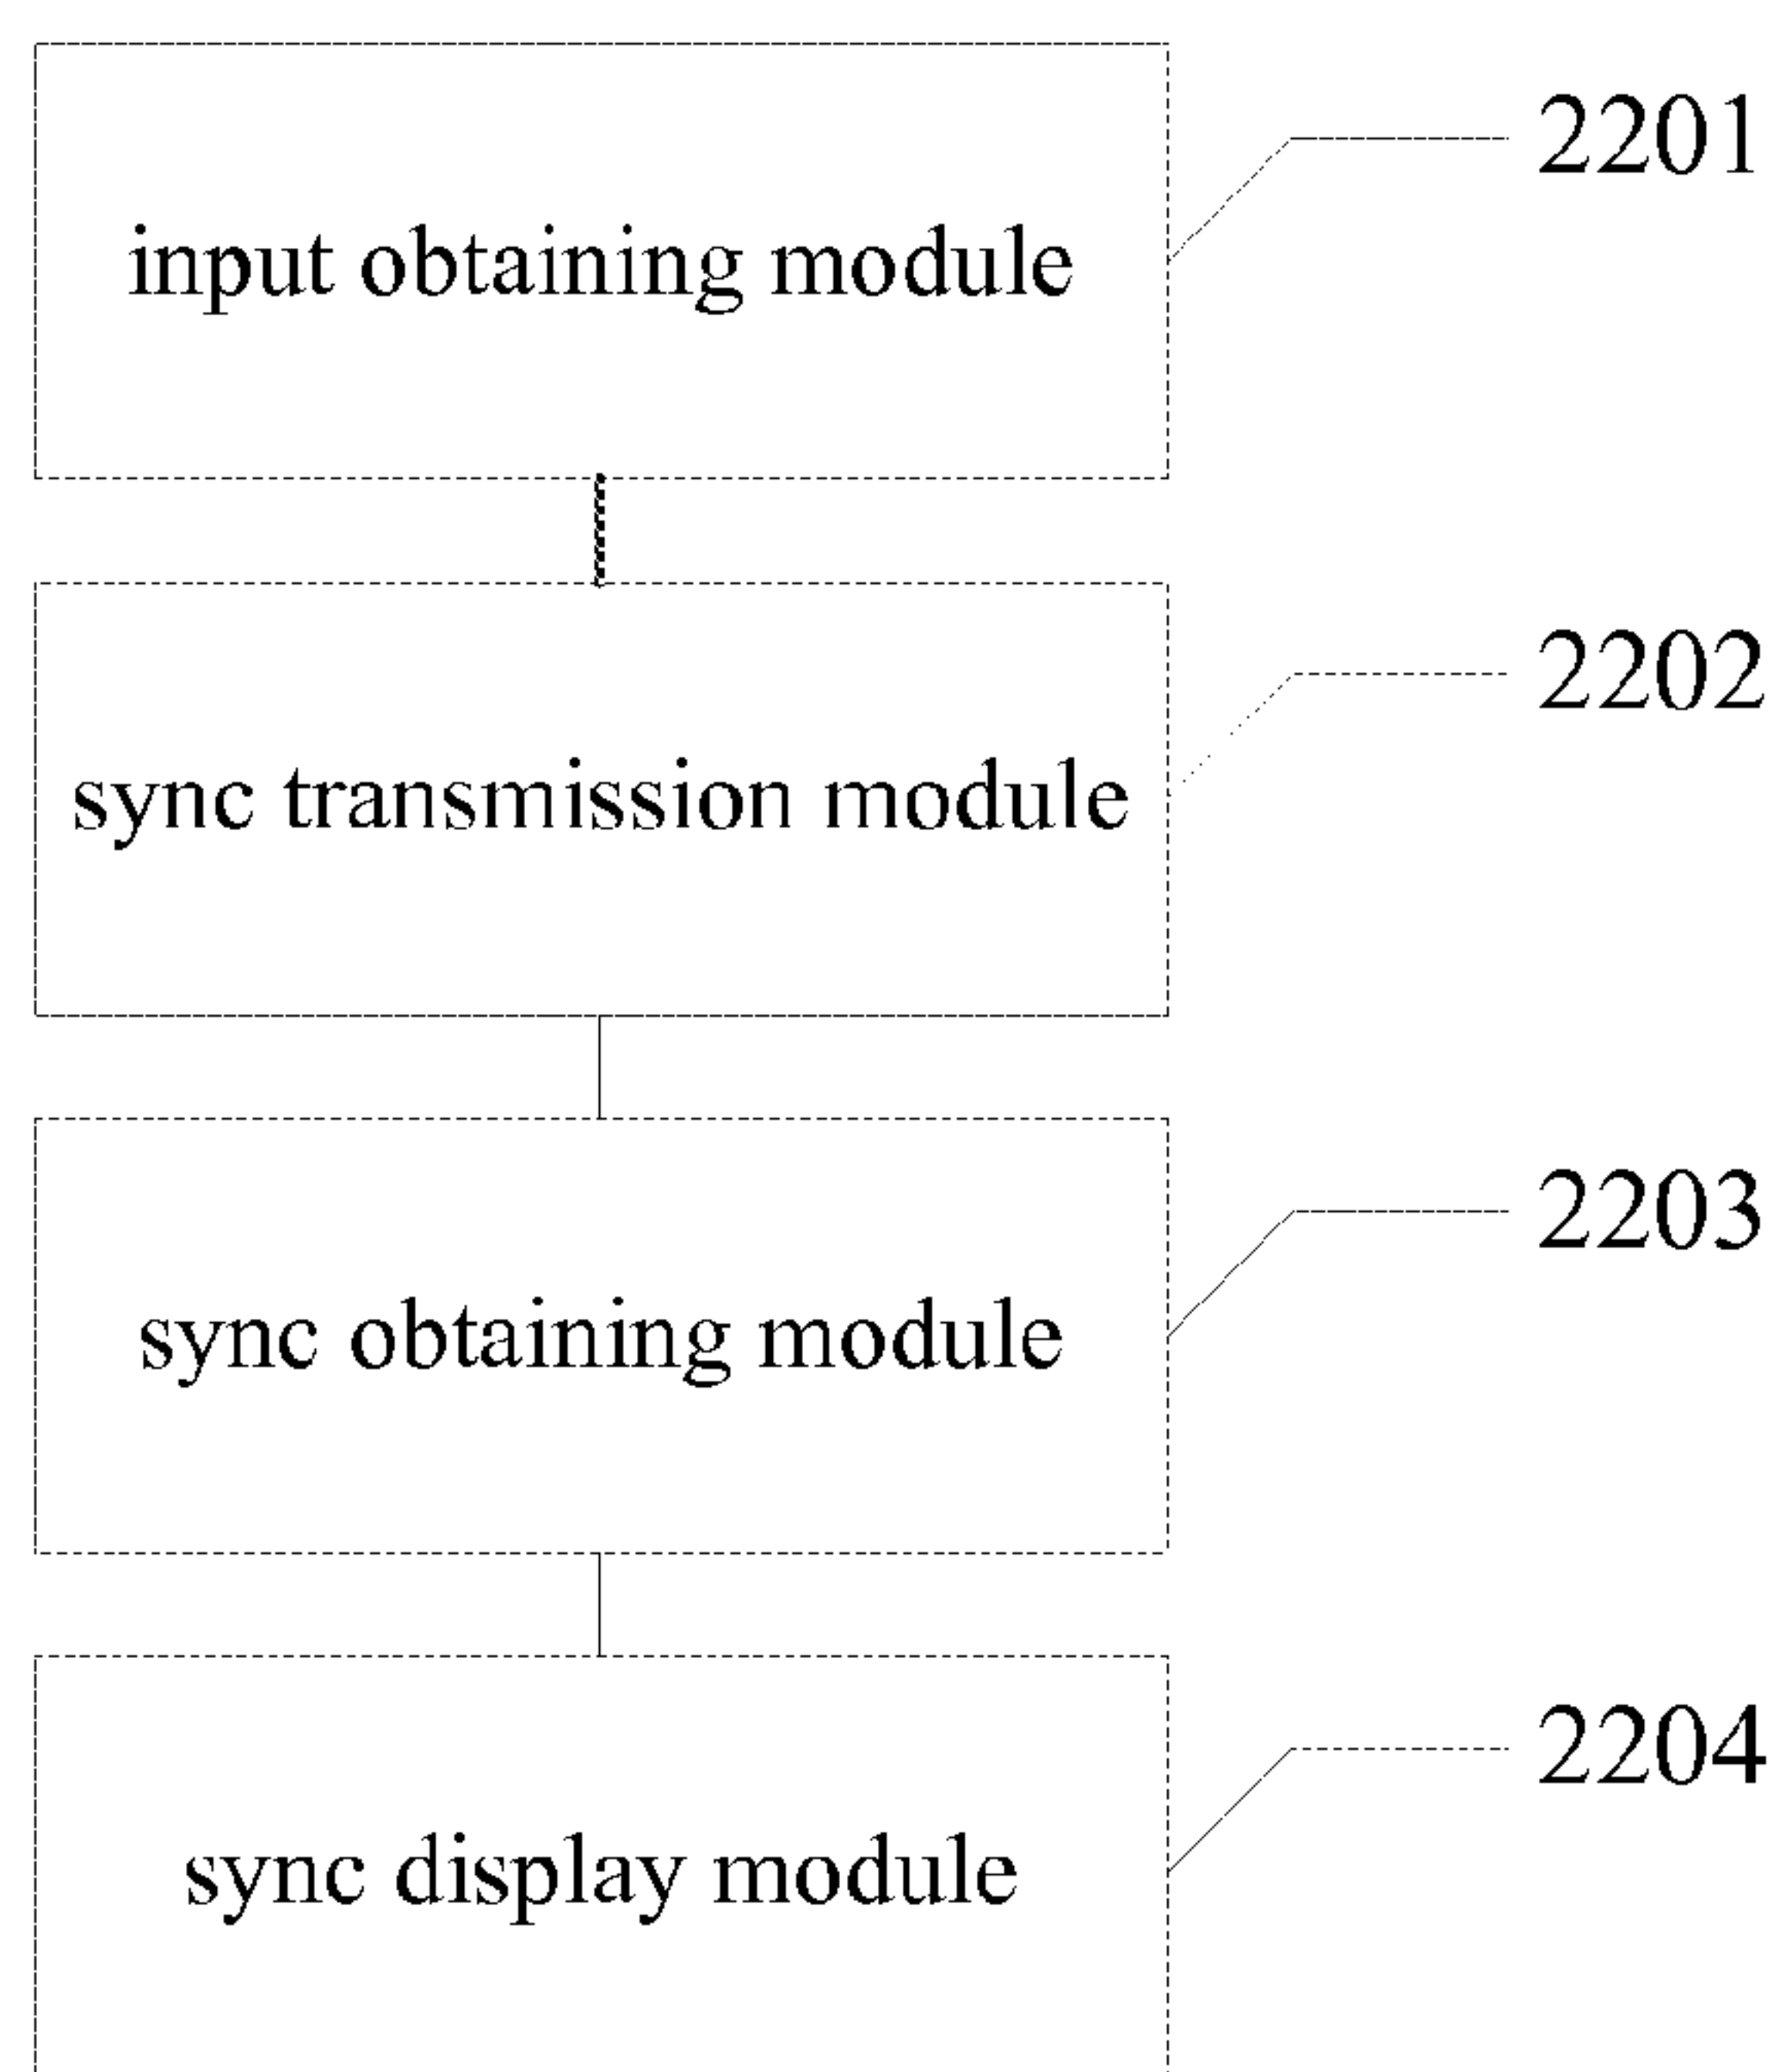 2201
input obtaining module
2202
sync transmission module
2203
sync obtaining module
2204
sync display module